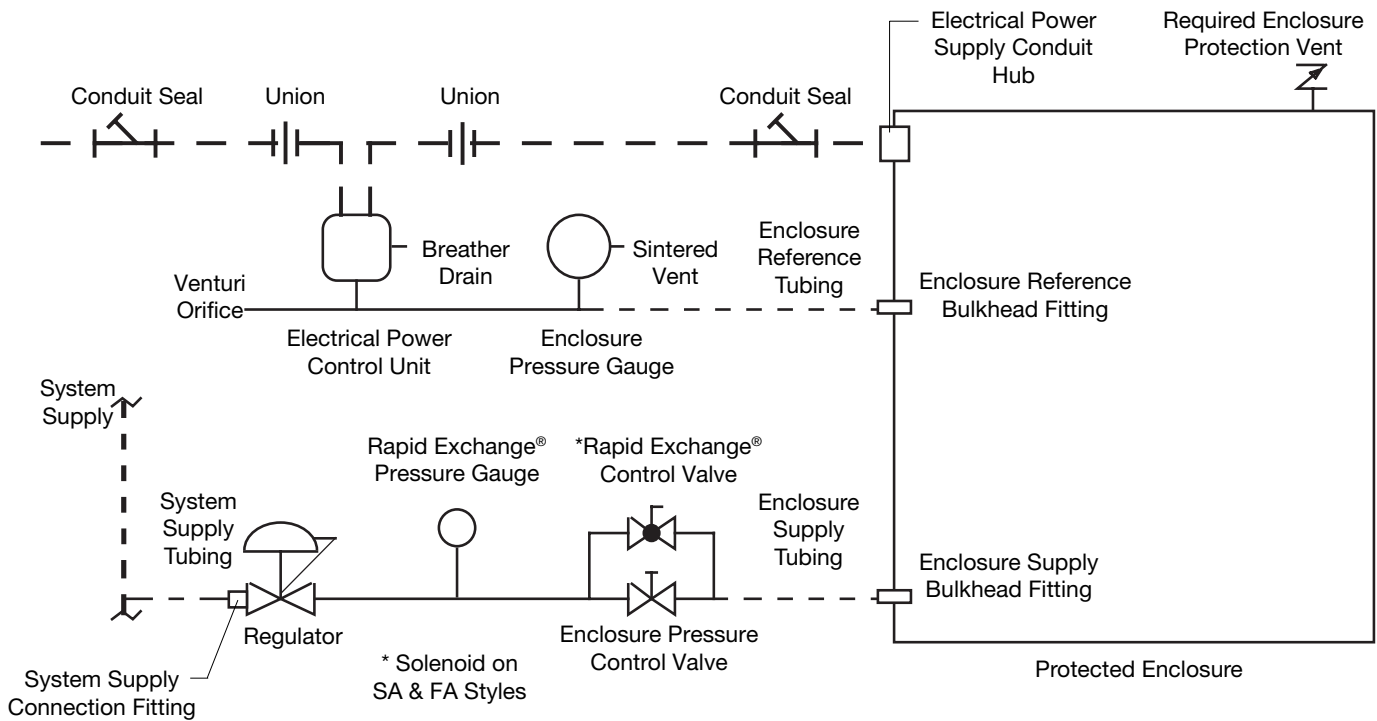 Electrical Power
Supply Conduit
Hub
Required Enclosure
Protection Vent
Conduit Seal
Union
Union
Conduit Seal
Breather
Drain
Sintered
Vent
Enclosure
Reference
Tubing
Venturi
Orifice
Enclosure Reference
Bulkhead Fitting
Electrical Power
Control Unit
Enclosure
Pressure Gauge
System
Supply
Rapid Exchange®
Pressure Gauge
*Rapid Exchange®
Control Valve
System
Supply
Tubing
Enclosure
Supply
Tubing
Enclosure Supply
Bulkhead Fitting
Regulator
Enclosure Pressure
Control Valve
* Solenoid on
SA & FA Styles
Protected Enclosure
System Supply
Connection Fitting